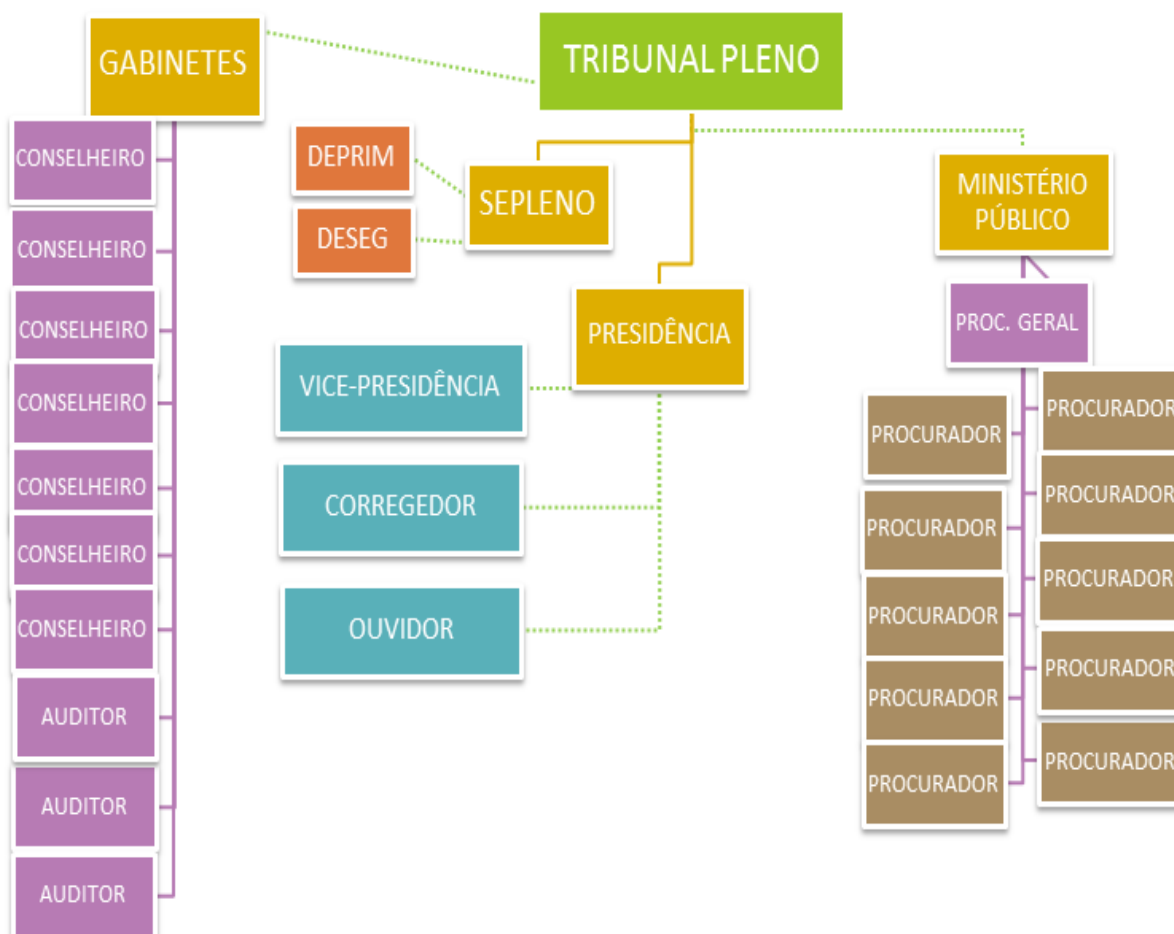 GABINETES
TRIBUNAL PLENO
CONSELHEIRO
CONSELHEIRO
CONSELHEIRO
CONSELHEIRO
CONSELHEIRO
CONSELHEIRO
CONSELHEIRO
AUDITOR
AUDITOR
AUDITOR
DEPRIM
DESEG
SEPLENO
PRESIDÊNCIA
VICE-PRESIDÊNCIA
CORREGEDOR
OUVIDOR
MINISTÉRIO
PÚBLICO
PROC. GERAL
PROCURADOR
PROCURADOR
PROCURADOR
PROCURADOR
PROCURADOR
PROCURADOR
PROCURADOR
PROCURADOR
PROCURADOR
PROCURADOR